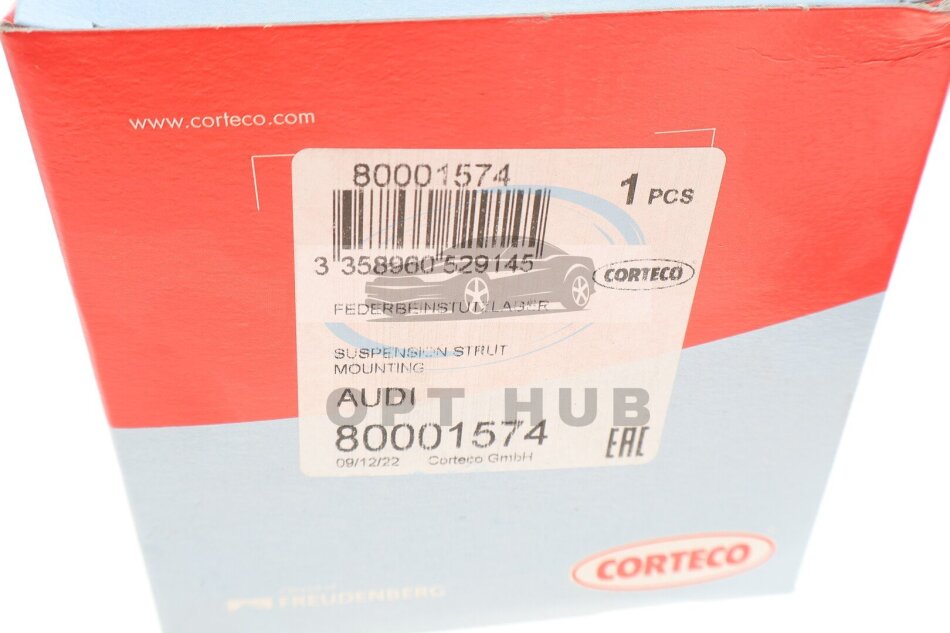 www.corteco.com
80001574
1 PCS
3 358960 529145
CORTECO
FEDERBEINSTÜTZLAGER
SUSPENSION STRUT
MOUNTING
AUDI
OPT HUB
80001574
EAC
09/12/22 Corteco GmbH
CORTECO
FREUDENBERG